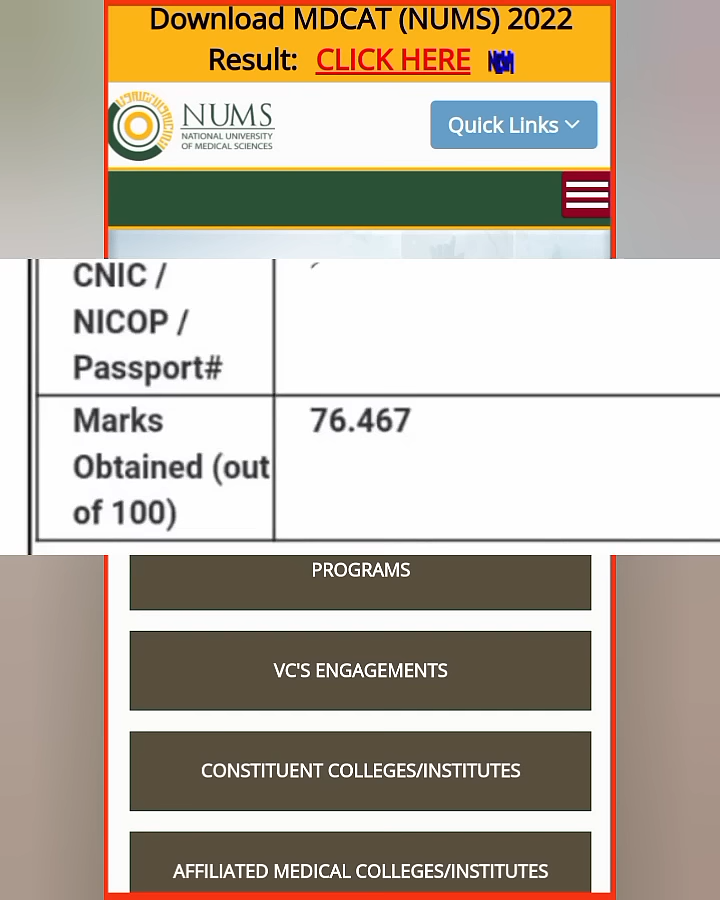 Download MDCAT (NUMS) 2022
Result: CLICK HERE
NUMS
NATIONAL UNIVERSITY
OF MEDICAL SCIENCES
Quick Links
CNIC /
NICOP /
Passport#
Marks
Obtained (out
of 100)
76.467
PROGRAMS
VC'S ENGAGEMENTS
CONSTITUENT COLLEGES/INSTITUTES
AFFILIATED MEDICAL COLLEGES/INSTITUTES